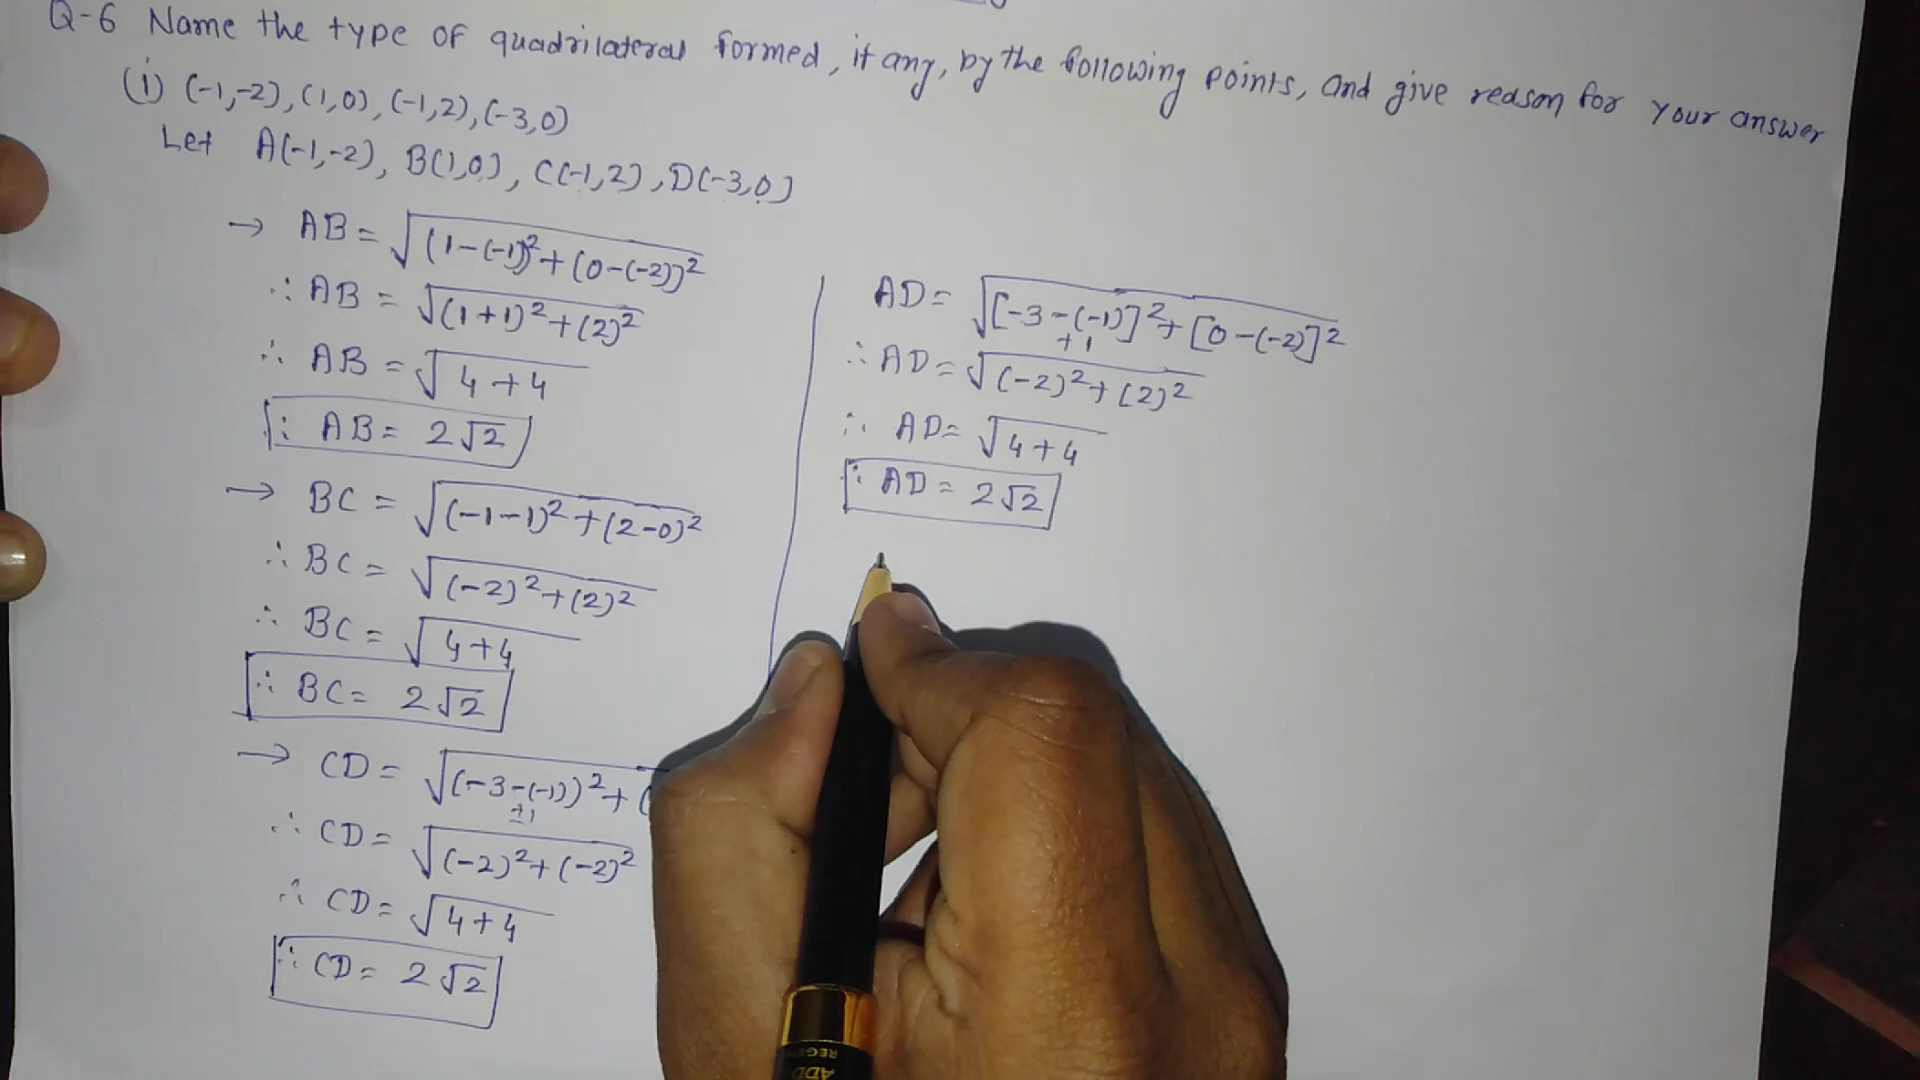 Q-6 Name the type of quadrilateral formed, if any, by the following points, and give reason for your answer
(i) (-1,-2), (1,0), (-1,2), (-3,0)
Let A(-1,-2), B(1,0), C(-1,2), D(-3,0)
→ AB = √(1-(-1))²+(0-(-2))²
∴ AB = √(1+1)²+(2)²
∴ AB = √4+4
∴ AB = 2√2
→ BC = √(-1-1)²+(2-0)²
∴ BC = √(-2)²+(2)²
∴ BC = √4+4
∴ BC = 2√2
→ CD = √(-3-(-1))²+(
+1
∴ CD = √(-2)²+(-2)²
∴ CD = √4+4
∴ CD = 2√2
AD = √[-3-(-1)]²+[0-(-2)]²
+1
∴ AD = √(-2)²+(2)²
∴ AD = √4+4
∴ AD = 2√2